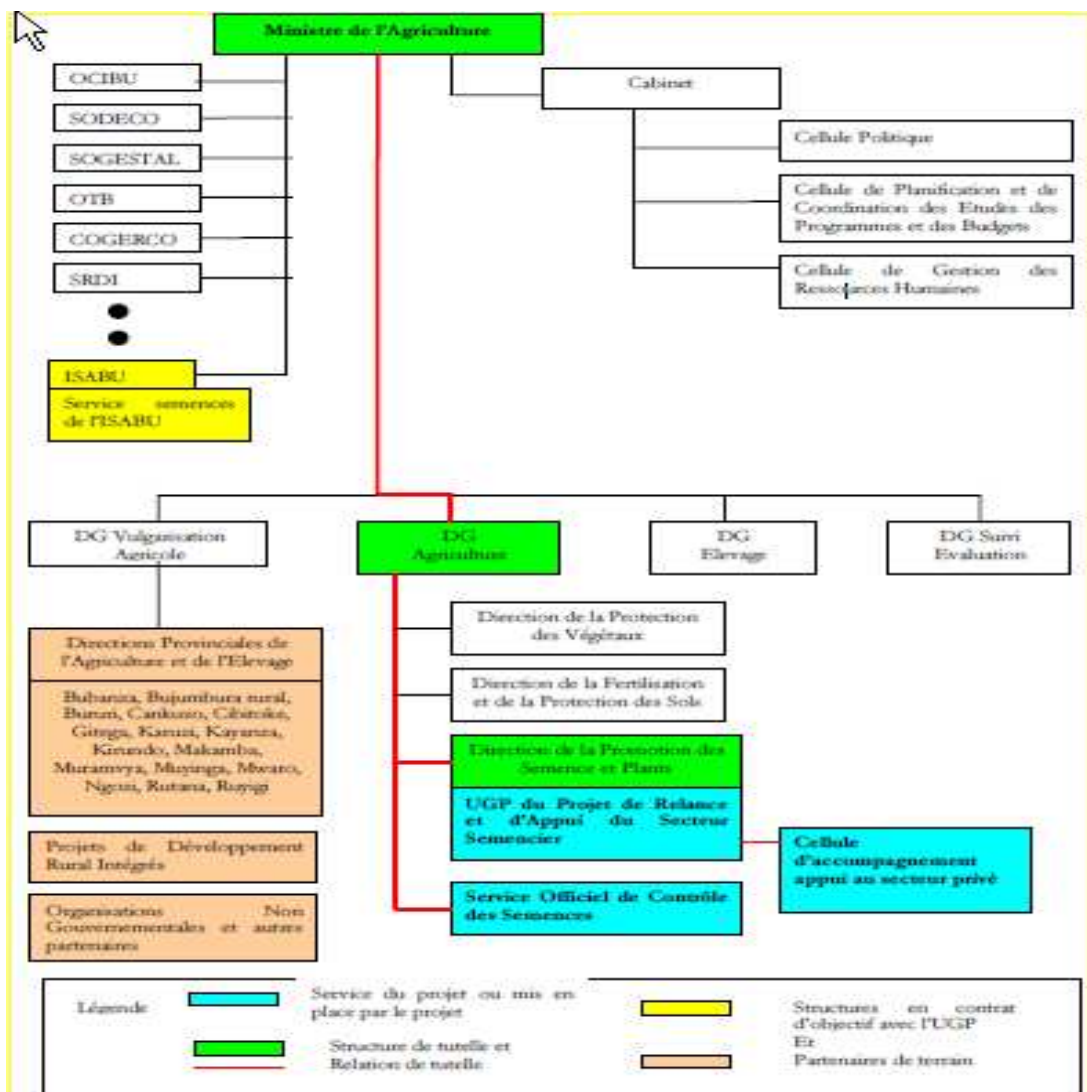 Ministre de l'Agriculture
OCIBU
SODECO
SOGESTAL
OTB
COGERCO
SRDI
ISABU
Service semences
de l'ISABU
Cabinet
Cellule Politique
Cellule de Planification et de
Coordination des Etudes des
Programmes et des Budgets
Cellule de Gestion des
Ressources Humaines
DG Vulgarisation
Agricole
DG
Agriculture
DG
Elevage
DG Suivi
Evaluation
Directions Provinciales de
l'Agriculture et de l'Elevage
Bubanza, Bujumbura rural,
Bururi, Cankuzo, Cibitoke,
Gitega, Karuzi, Kayanza,
Kirundo, Makamba,
Muramvya, Muyinga, Mwaro,
Ngozi, Rutana, Ruyigi
Projets de Développement
Rural Intégrés
Organisations Non
Gouvernementales et autres
partenaires
Direction de la Protection
des Végétaux
Direction de la Fertilisation
et de la Protection des Sols
Direction de la Promotion des
Semence et Plants
UGP du Projet de Relance
et d'Appui du Secteur
Semencier
Service Officiel de Contrôle
des Semences
Cellule
d'accompagnement
appui au secteur privé
Légende
Service du projet ou mis en
place par le projet
Structure de tutelle et
Relation de tutelle
Structures en contrat
d'objectif avec l'UGP
Et
Partenaires de terrain